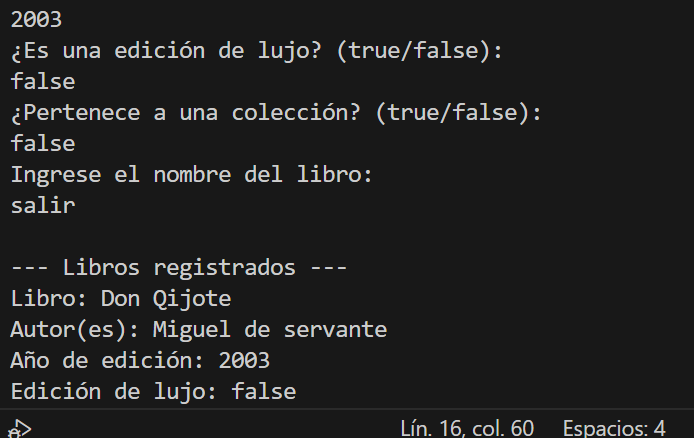 2003
¿Es una edición de lujo? (true/false):
false
¿Pertenece a una colección? (true/false):
false
Ingrese el nombre del libro:
salir
--- Libros registrados ---
Libro: Don Qijote
Autor(es): Miguel de servante
Año de edición: 2003
Edición de lujo: false
Lín. 16, col. 60 Espacios: 4